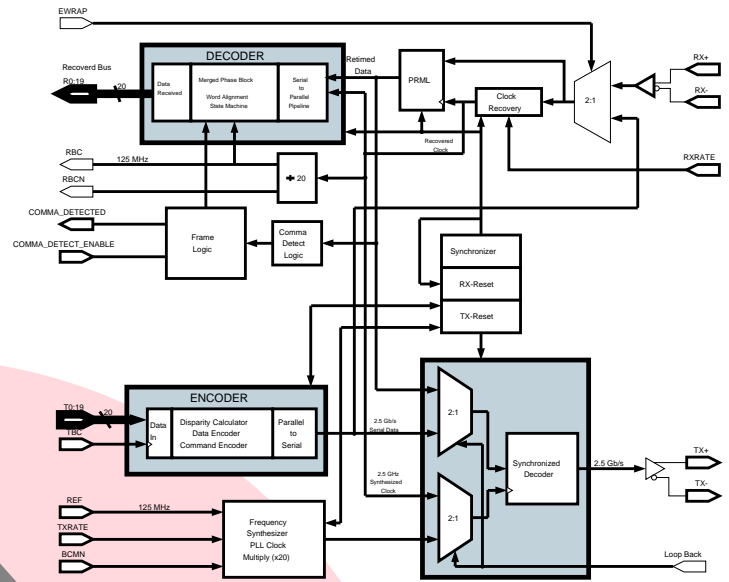 EWRAP
DECODER
Recoverd Bus
R0:19
20
Data
Received
Merged Phase Block
Word Alignment
State Machine
Serial
to
Parallel
Pipeline
Retimed
Data
PRML
Clock
Recovery
2:1
RX+
RX-
Recovered
Clock
RBC
125 MHz
RBCN
÷ 20
RXRATE
COMMA_DETECTED
COMMA_DETECT_ENABLE
Frame
Logic
Comma
Detect
Logic
Synchronizer
RX-Reset
TX-Reset
ENCODER
T0:19
20
TBC
Data
In
Disparity Calculator
Data Encoder
Command Encoder
Parallel
to
Serial
2.5 Gb/s
Serial Data
2:1
Synchronized
Decoder
2.5 Gb/s
TX+
TX-
2.5 GHz
Synthesized
Clock
2:1
REF
125 MHz
TXRATE
BCMN
Frequency
Synthesizer
PLL Clock
Multiply (x20)
Loop Back